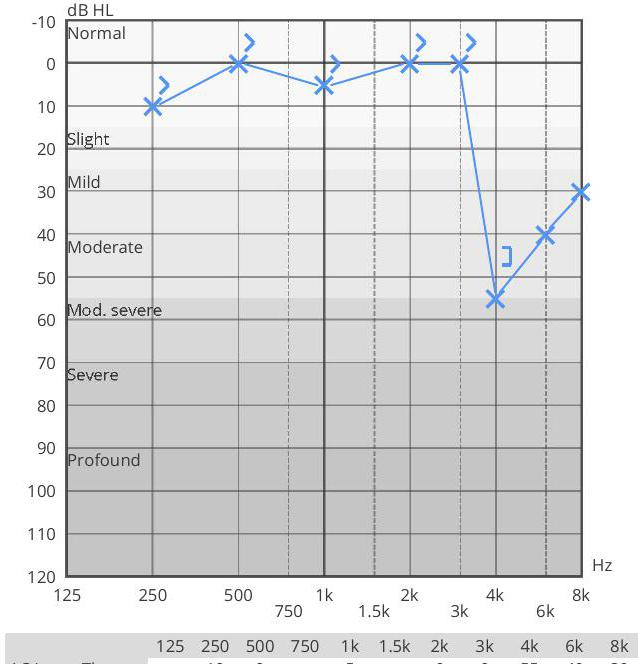 dB HL
-10
Normal
0
10
Slight
20
Mild
30
40
Moderate
50
Mod. severe
60
70
Severe
80
90
Profound
100
110
120
Hz
125 250 500 1k 2k 4k 8k
750 1.5k 3k 6k
125 250 500 750 1k 1.5k 2k 3k 4k 6k 8k